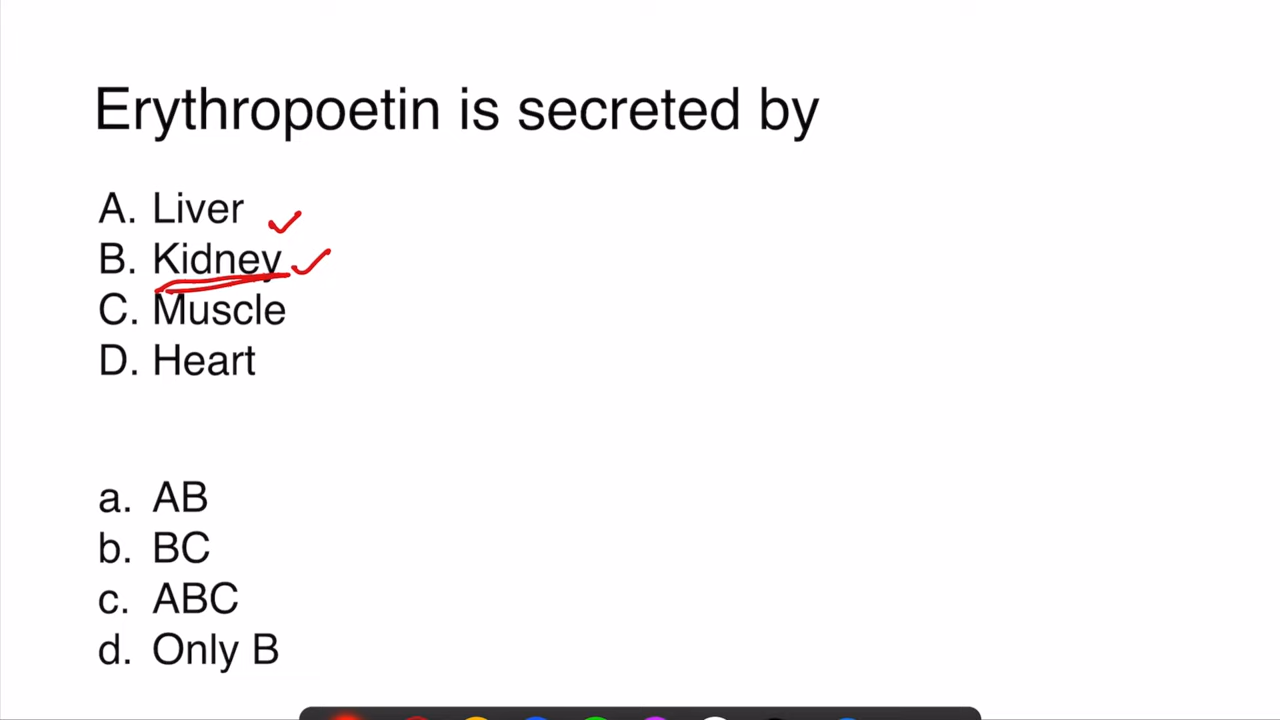 Erythropoetin is secreted by
A. Liver
B. Kidney
C. Muscle
D. Heart
a. AB
b. BC
c. ABC
d. Only B